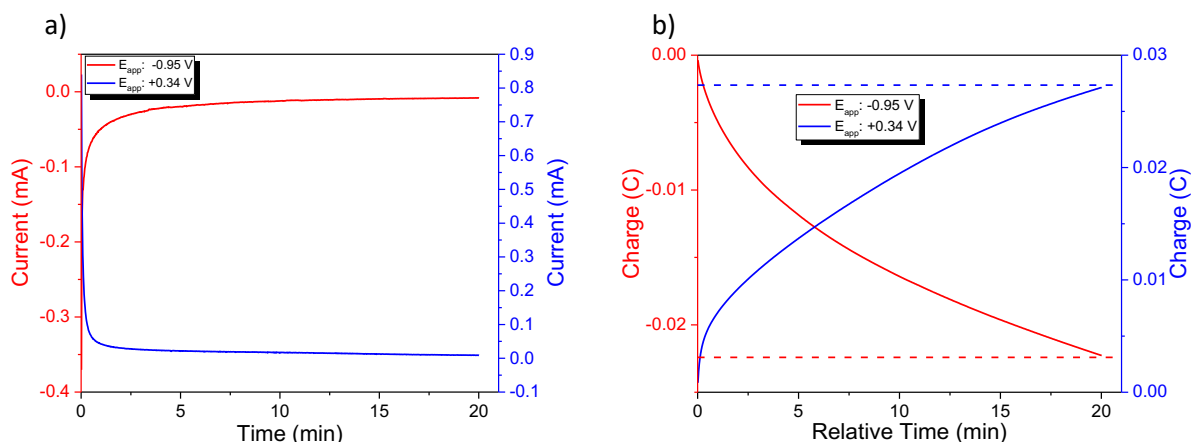 a)
E_app: -0.95 V
E_app: +0.34 V
0.0
-0.1
-0.2
-0.3
-0.4
Current (mA)
0.9
0.8
0.7
0.6
0.5
0.4
0.3
0.2
0.1
0.0
-0.1
Current (mA)
0
5
10
15
20
Time (min)
b)
E_app: -0.95 V
E_app: +0.34 V
0.00
-0.01
-0.02
Charge (C)
0.03
0.02
0.01
0.00
Charge (C)
0
5
10
15
20
Relative Time (min)